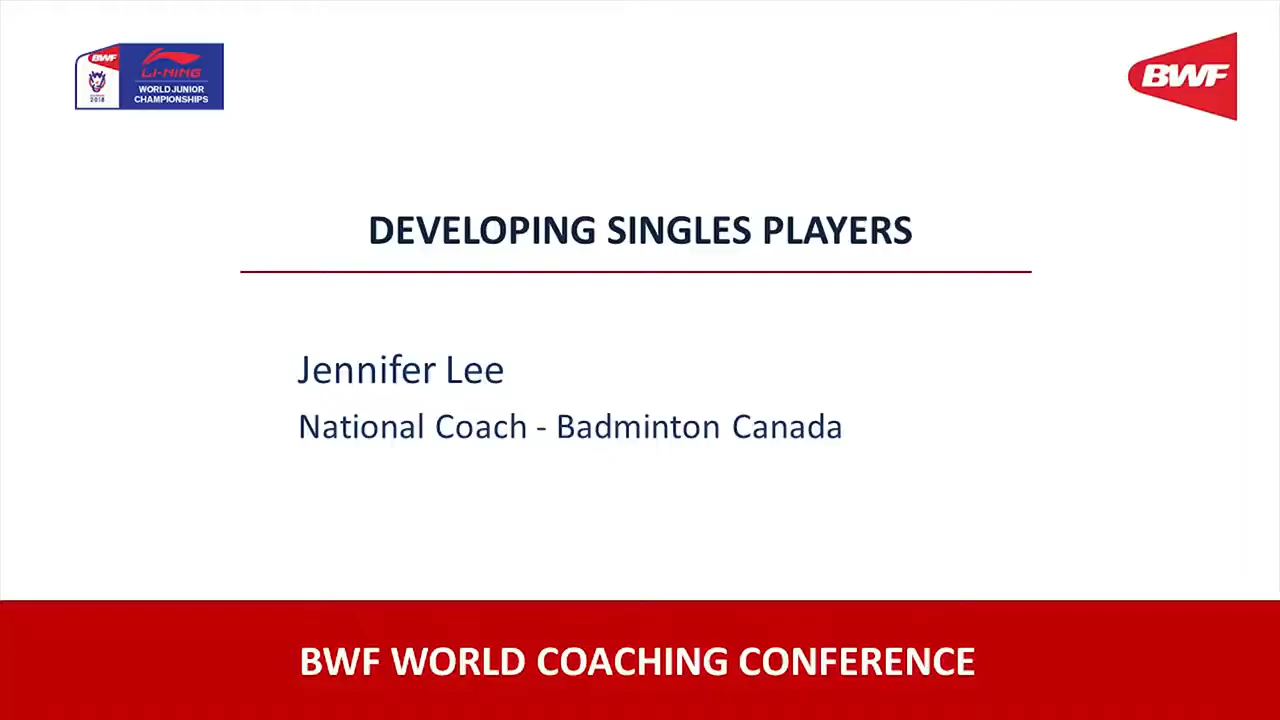 BWF
2018
LI-NING
WORLD JUNIOR
CHAMPIONSHIPS
BWF
DEVELOPING SINGLES PLAYERS
Jennifer Lee
National Coach - Badminton Canada
BWF WORLD COACHING CONFERENCE